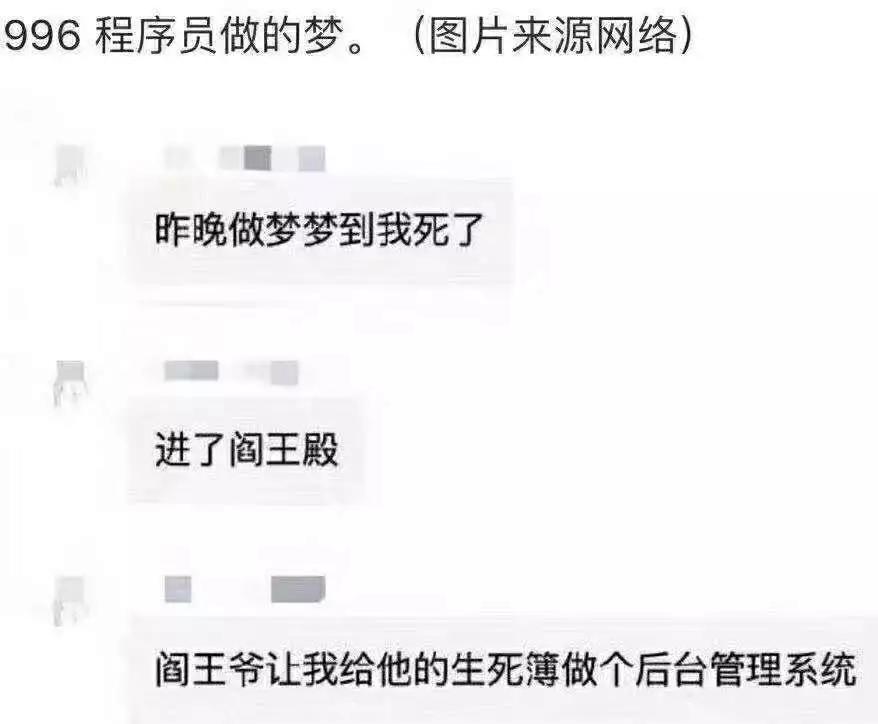 996 程序员做的梦。（图片来源网络）
昨晚做梦梦到我死了
进了阎王殿
阎王爷让我给他的生死簿做个后台管理系统